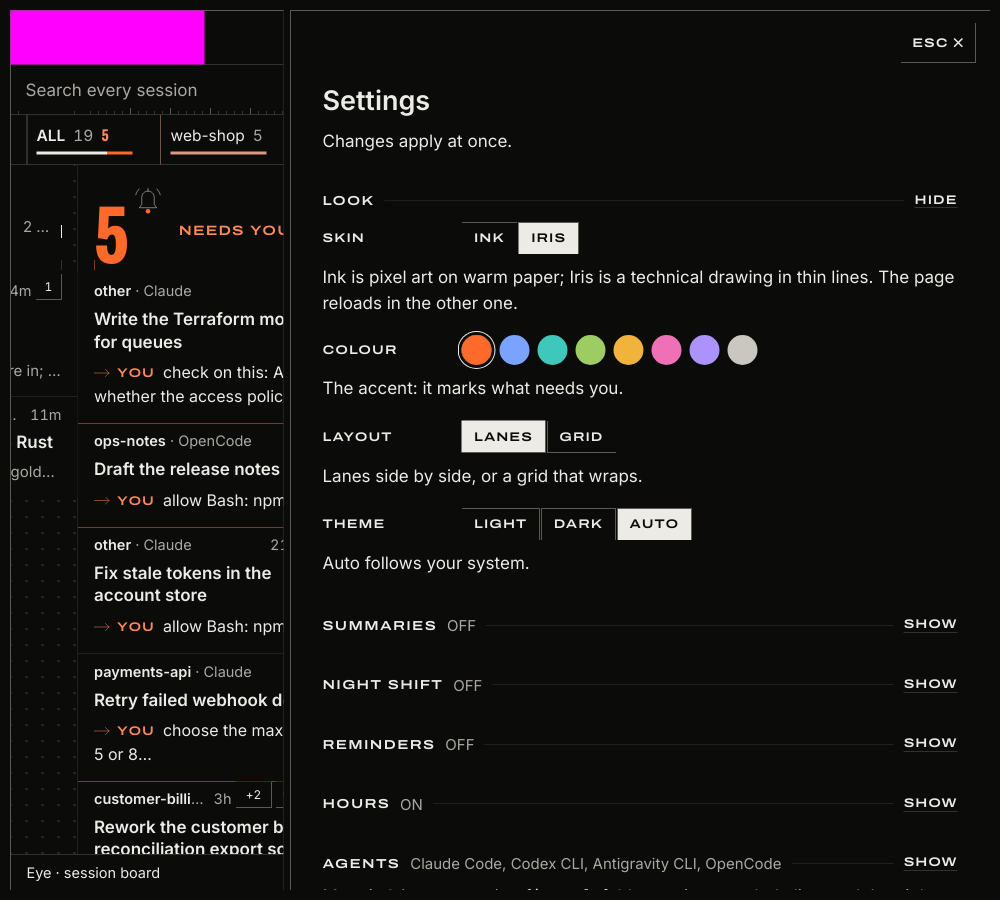 Search every session
ALL 19 5
web-shop 5
2 ...
4m 1
re in; ...
11m
Rust
gold...
5
NEEDS YOU
other · Claude
Write the Terraform mo
for queues
→ YOU check on this: A
whether the access polic
ops-notes · OpenCode
Draft the release notes
→ YOU allow Bash: npm
other · Claude 21
Fix stale tokens in the
account store
→ YOU allow Bash: npm
payments-api · Claude
Retry failed webhook d
→ YOU choose the max
5 or 8...
customer-billi... 3h +2
Rework the customer b
reconciliation export sc
Eye · session board
ESC ×
Settings
Changes apply at once.
LOOK HIDE
SKIN INK IRIS
Ink is pixel art on warm paper; Iris is a technical drawing in thin lines. The page
reloads in the other one.
COLOUR
The accent: it marks what needs you.
LAYOUT LANES GRID
Lanes side by side, or a grid that wraps.
THEME LIGHT DARK AUTO
Auto follows your system.
SUMMARIES OFF SHOW
NIGHT SHIFT OFF SHOW
REMINDERS OFF SHOW
HOURS ON SHOW
AGENTS Claude Code, Codex CLI, Antigravity CLI, OpenCode SHOW